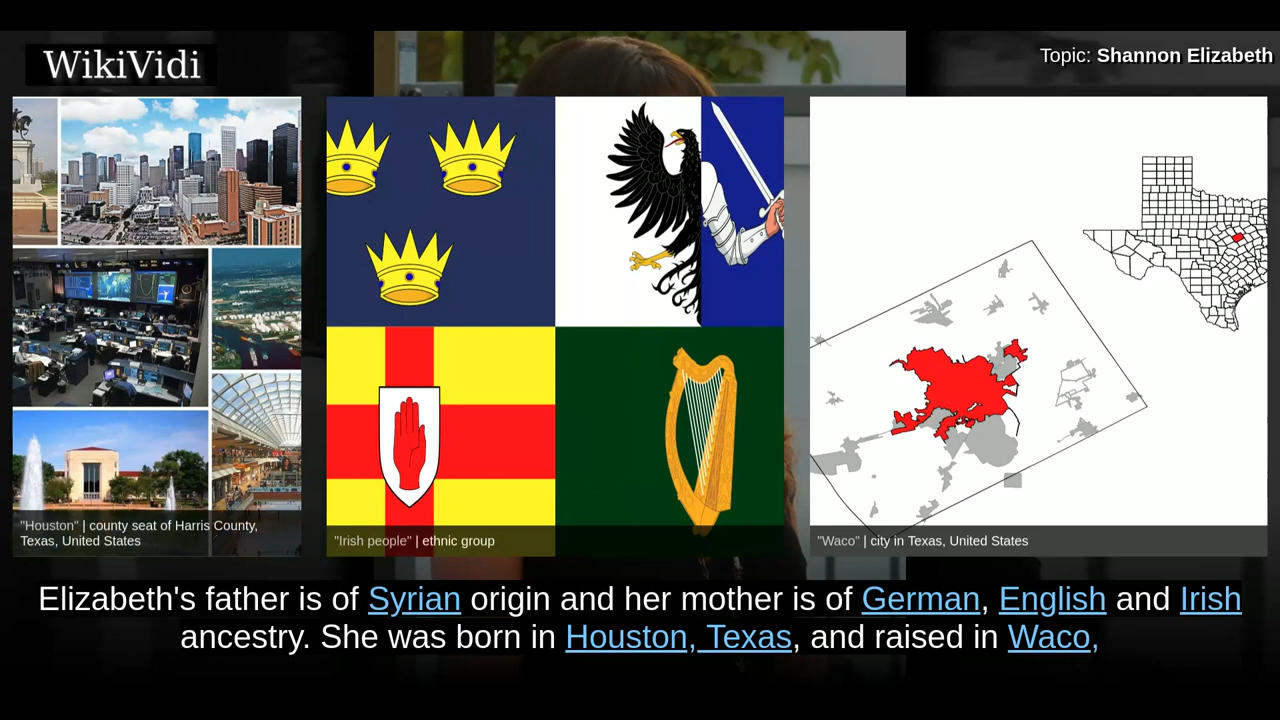 WikiVidi
Topic: Shannon Elizabeth
"Houston" | county seat of Harris County,
Texas, United States
"Irish people" | ethnic group
"Waco" | city in Texas, United States
Elizabeth's father is of Syrian origin and her mother is of German, English and Irish
ancestry. She was born in Houston, Texas, and raised in Waco,